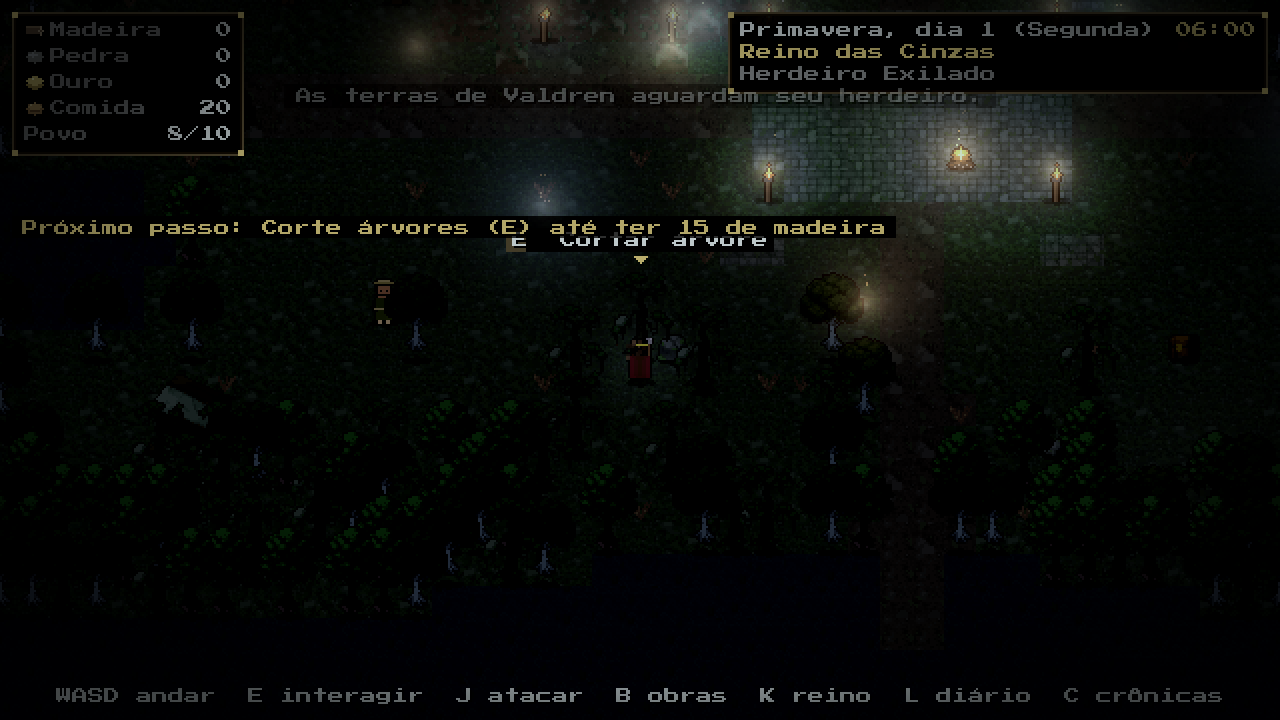 Madeira 0
Pedra 0
Ouro 0
Comida 20
Povo 8/10
Primavera, dia 1 (Segunda) 06:00
Reino das Cinzas
Herdeiro Exilado
As terras de Valdren aguardam seu herdeiro.
Próximo passo: Corte árvores (E) até ter 15 de madeira
E Cortar árvore
WASD andar E interagir J atacar B obras K reino L diário C crônicas